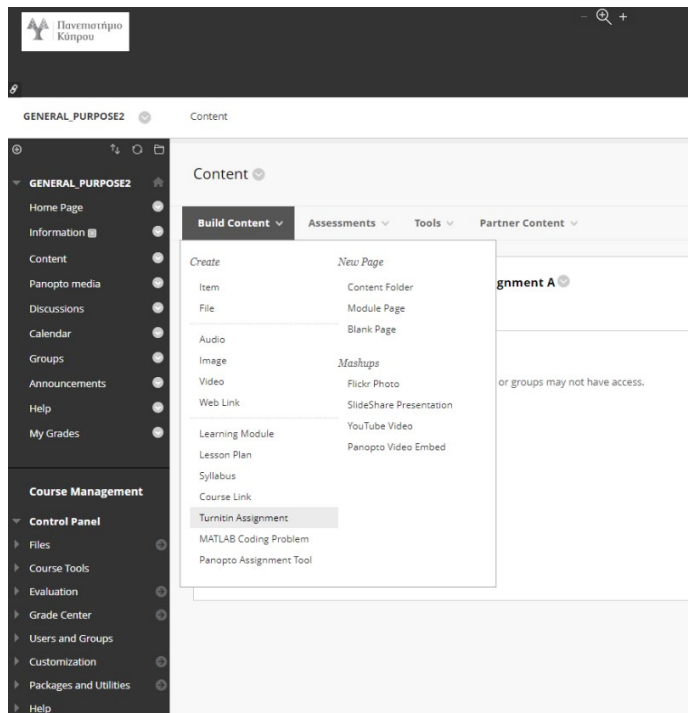 Πανεπιστήμιο
Κύπρου
GENERAL_PURPOSE2
Content
GENERAL_PURPOSE2
Home Page
Information
Content
Panopto media
Discussions
Calendar
Groups
Announcements
Help
My Grades
Course Management
Control Panel
Files
Course Tools
Evaluation
Grade Center
Users and Groups
Customization
Packages and Utilities
Help
Content
Build Content
Assessments
Tools
Partner Content
Create
Item
File
Audio
Image
Video
Web Link
Learning Module
Lesson Plan
Syllabus
Course Link
Turnitin Assignment
MATLAB Coding Problem
Panopto Assignment Tool
New Page
Content Folder
Module Page
Blank Page
Mashups
Flickr Photo
SlideShare Presentation
YouTube Video
Panopto Video Embed
gnment A
or groups may not have access.